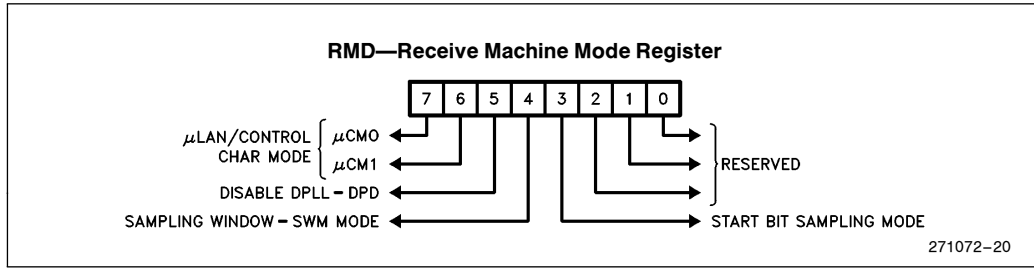 RMD—Receive Machine Mode Register
7 6 5 4 3 2 1 0
μLAN/CONTROL CHAR MODE
μCM0
μCM1
DISABLE DPLL – DPD
SAMPLING WINDOW – SWM MODE
RESERVED
START BIT SAMPLING MODE
271072–20